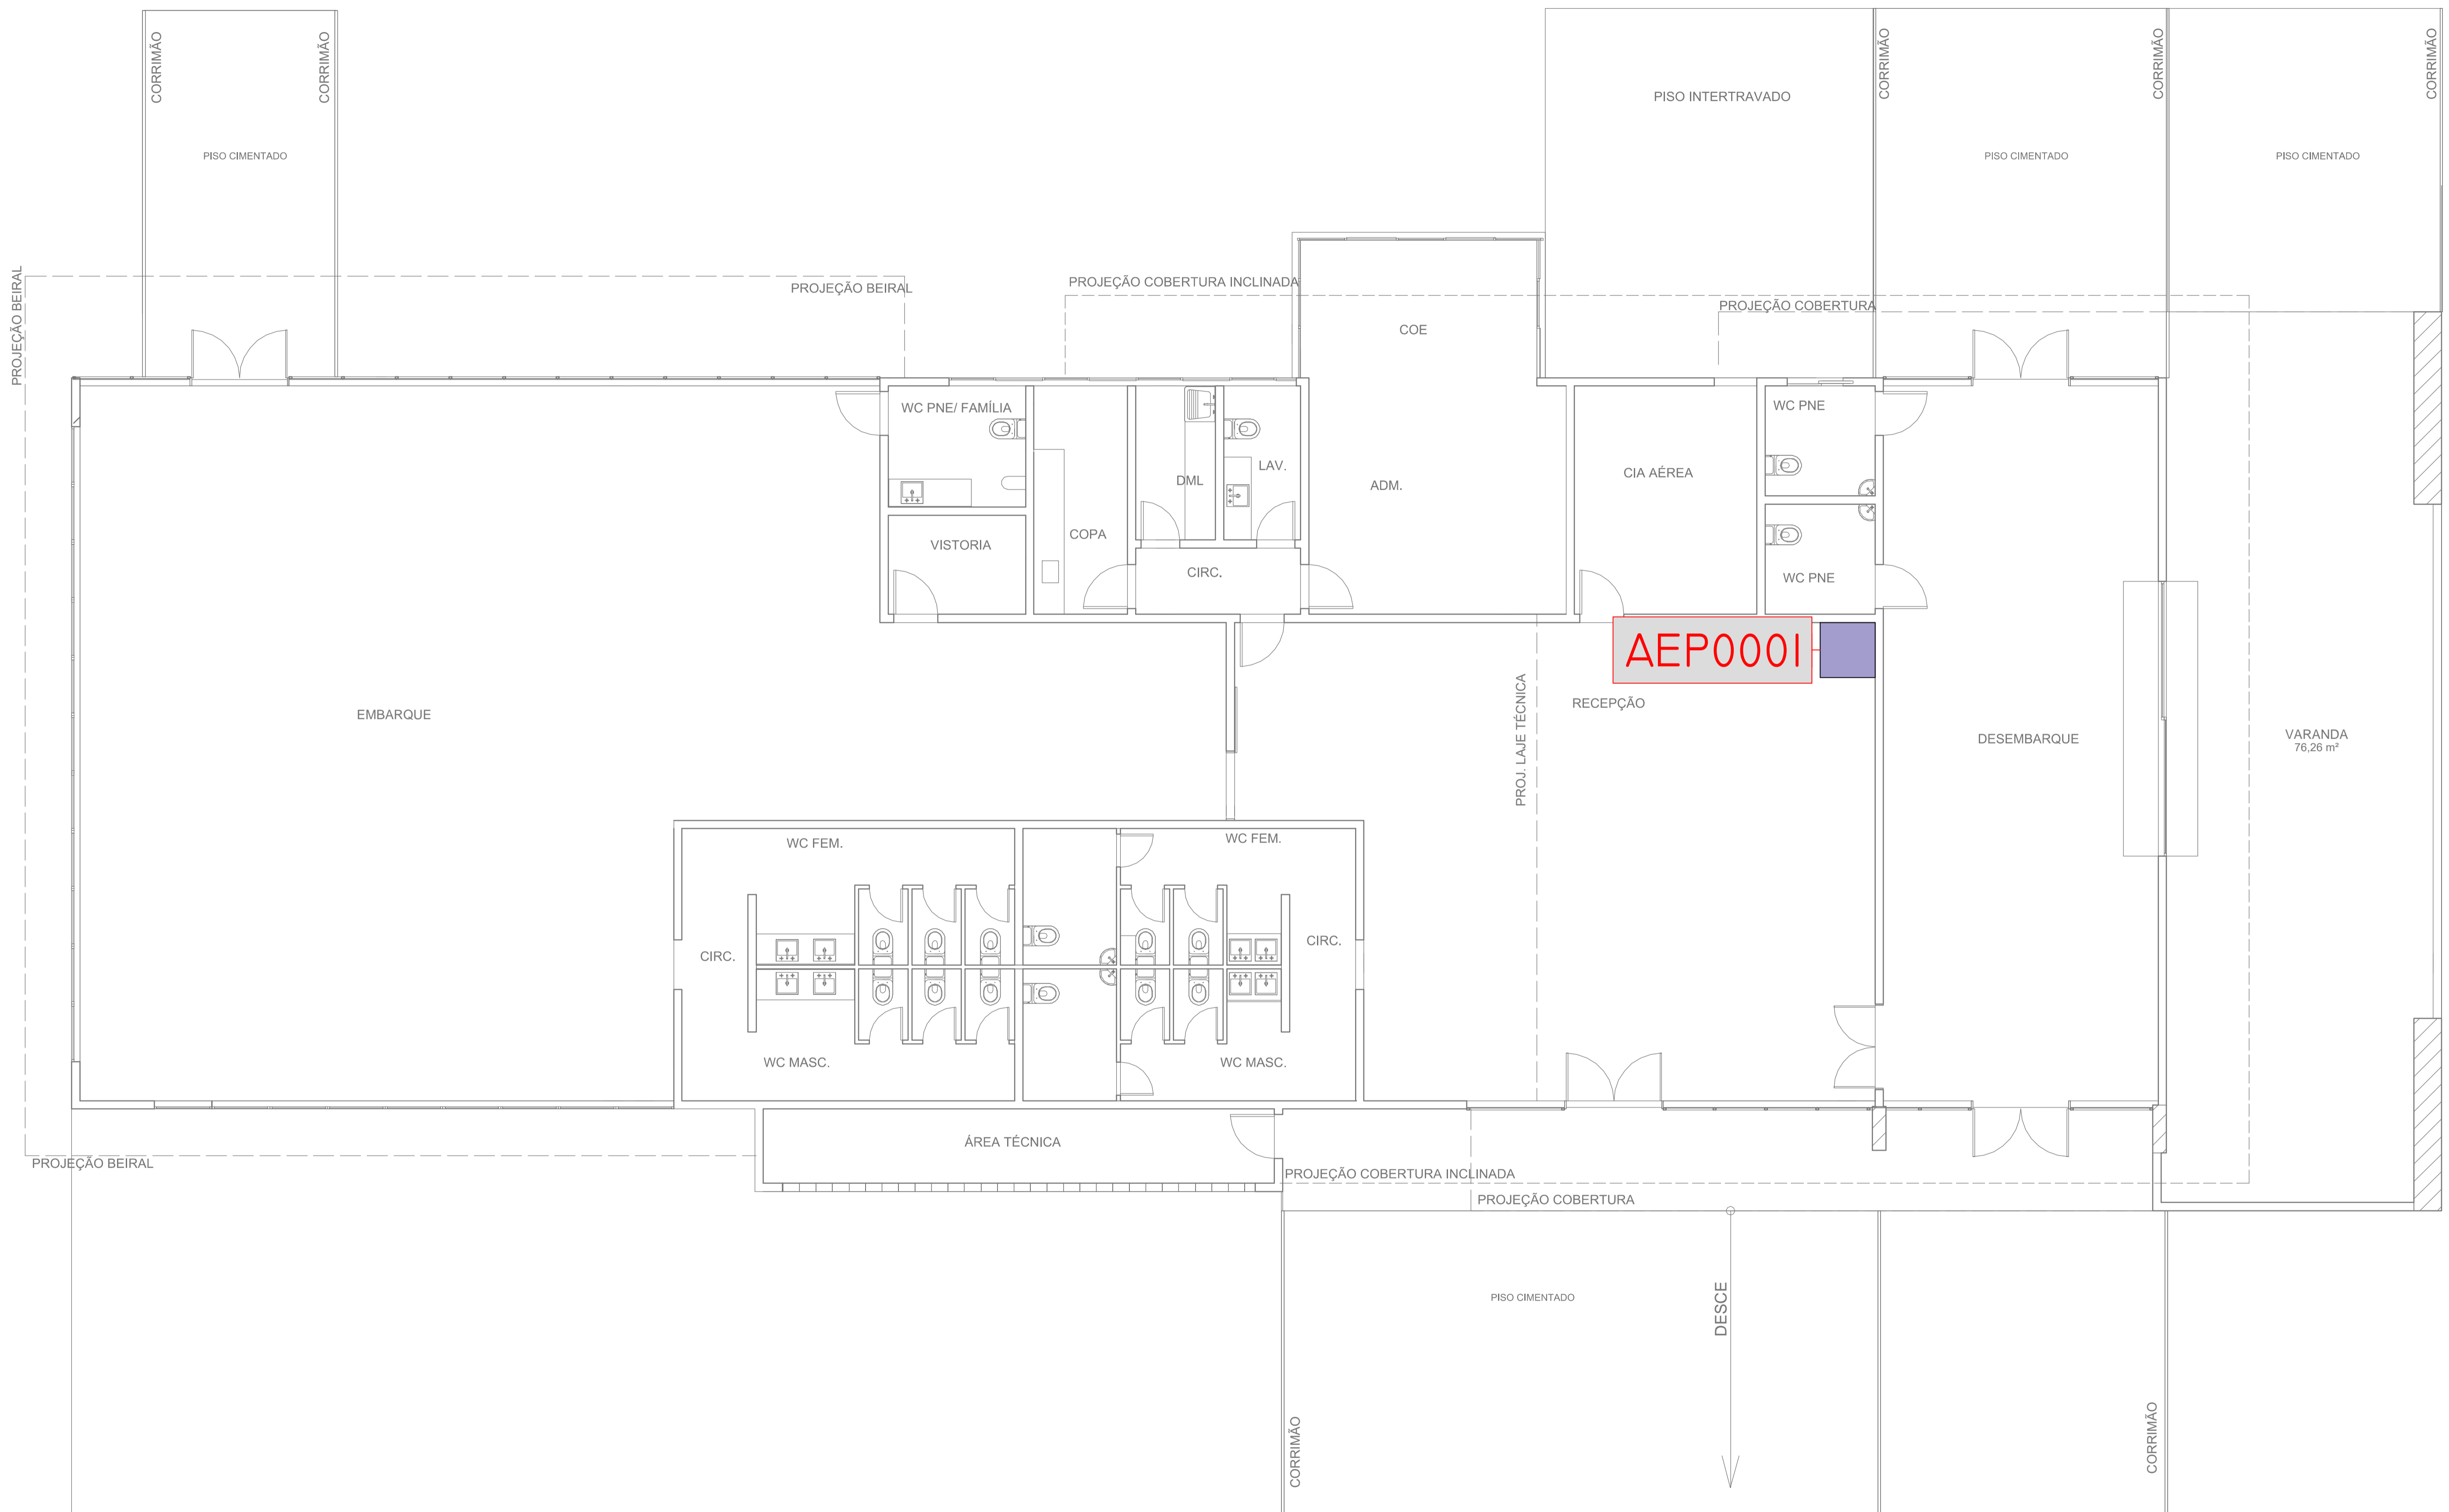 CORRIMÃO
CORRIMÃO
CORRIMÃO
CORRIMÃO
CORRIMÃO
PISO INTERTRAVADO
PISO CIMENTADO
PISO CIMENTADO
PISO CIMENTADO
PROJEÇÃO BEIRAL
PROJEÇÃO BEIRAL
PROJEÇÃO COBERTURA INCLINADA
PROJEÇÃO COBERTURA
COE
WC PNE/ FAMÍLIA
WC PNE
LAV.
DML
ADM.
CIA AÉREA
COPA
VISTORIA
CIRC.
WC PNE
AEP0001
EMBARQUE
PROJ. LAJE TÉCNICA
RECEPÇÃO
DESEMBARQUE
VARANDA
76,26 m²
WC FEM.
WC FEM.
CIRC.
CIRC.
WC MASC.
WC MASC.
ÁREA TÉCNICA
PROJEÇÃO BEIRAL
PROJEÇÃO COBERTURA INCLINADA
PROJEÇÃO COBERTURA
PISO CIMENTADO
DESCE
CORRIMÃO
CORRIMÃO